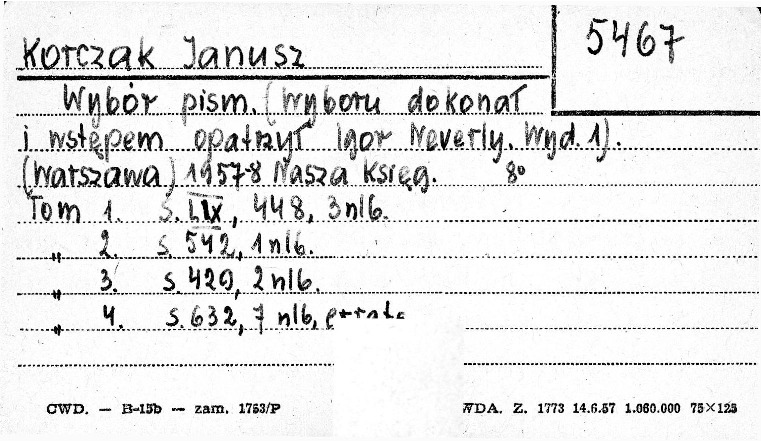 5467
Korczak Janusz
Wybór pism. (Wyboru dokonał
i wstępem opatrzył Igor Neverly. Wyd. 1).
(Warszawa) 1957-8 Nasza Księg. 8°
Tom 1. s. LIX, 448, 3 nlb.
„ 2. s. 542, 1 nlb.
„ 3. s. 420, 2 nlb.
„ 4. s. 632, 7 nlb,
CWD. — B-15b — zam. 1753/P WDA. Z. 1773 14.6.57 1.060.000 75×125